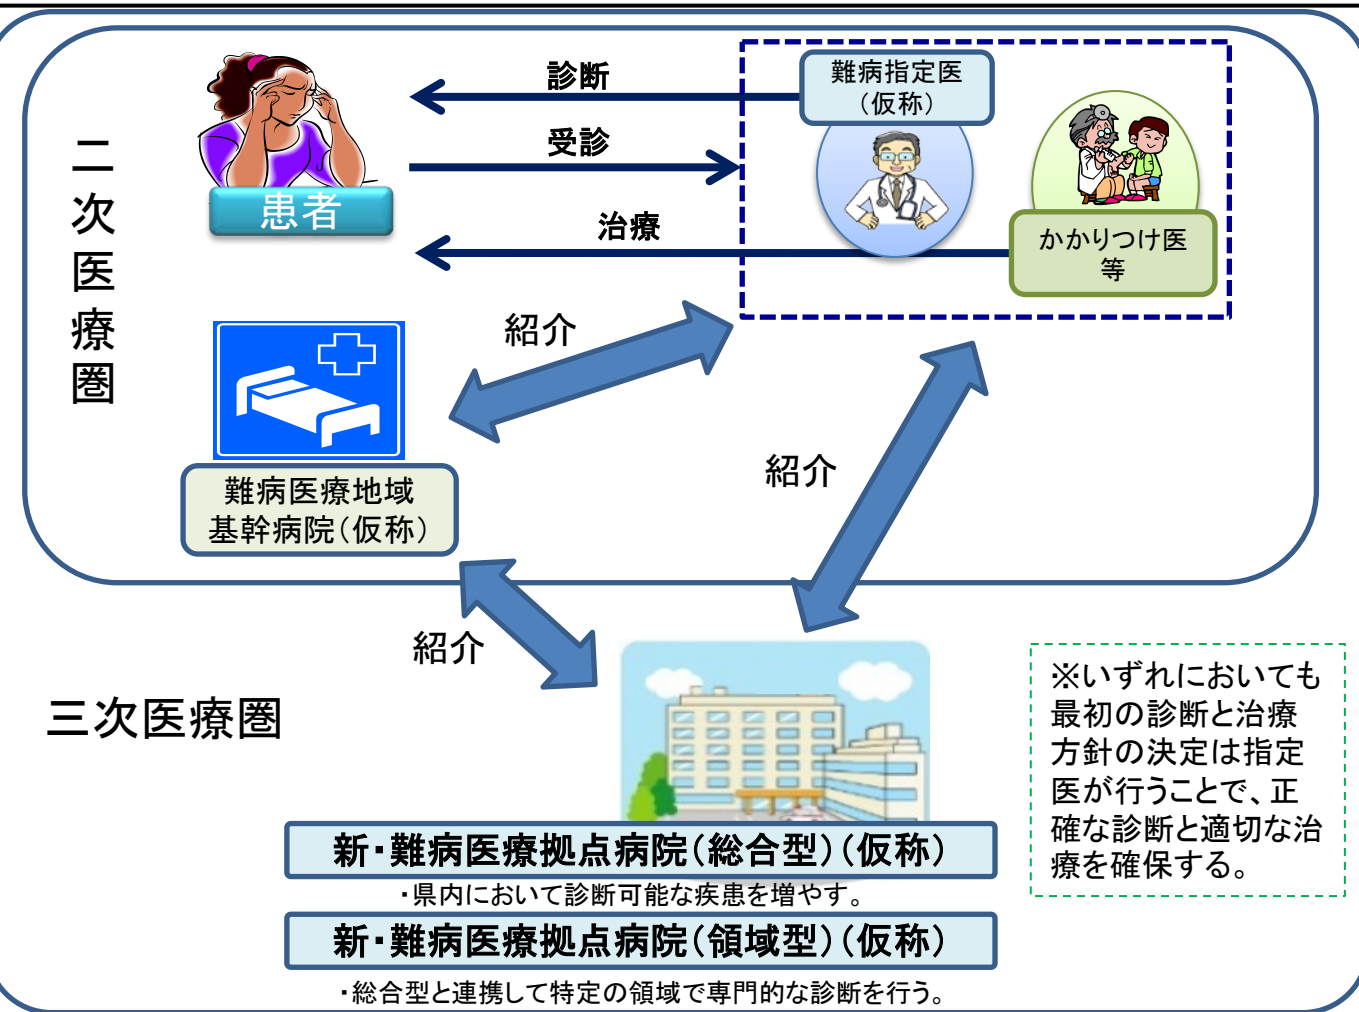 二次医療圏
診断
受診
治療
患者
難病指定医
（仮称）
かかりつけ医
等
紹介
難病医療地域
基幹病院（仮称）
紹介
紹介
三次医療圏
新・難病医療拠点病院（総合型）（仮称）
・県内において診断可能な疾患を増やす。
新・難病医療拠点病院（領域型）（仮称）
・総合型と連携して特定の領域で専門的な診断を行う。
※いずれにおいても
最初の診断と治療
方針の決定は指定
医が行うことで、正
確な診断と適切な治
療を確保する。